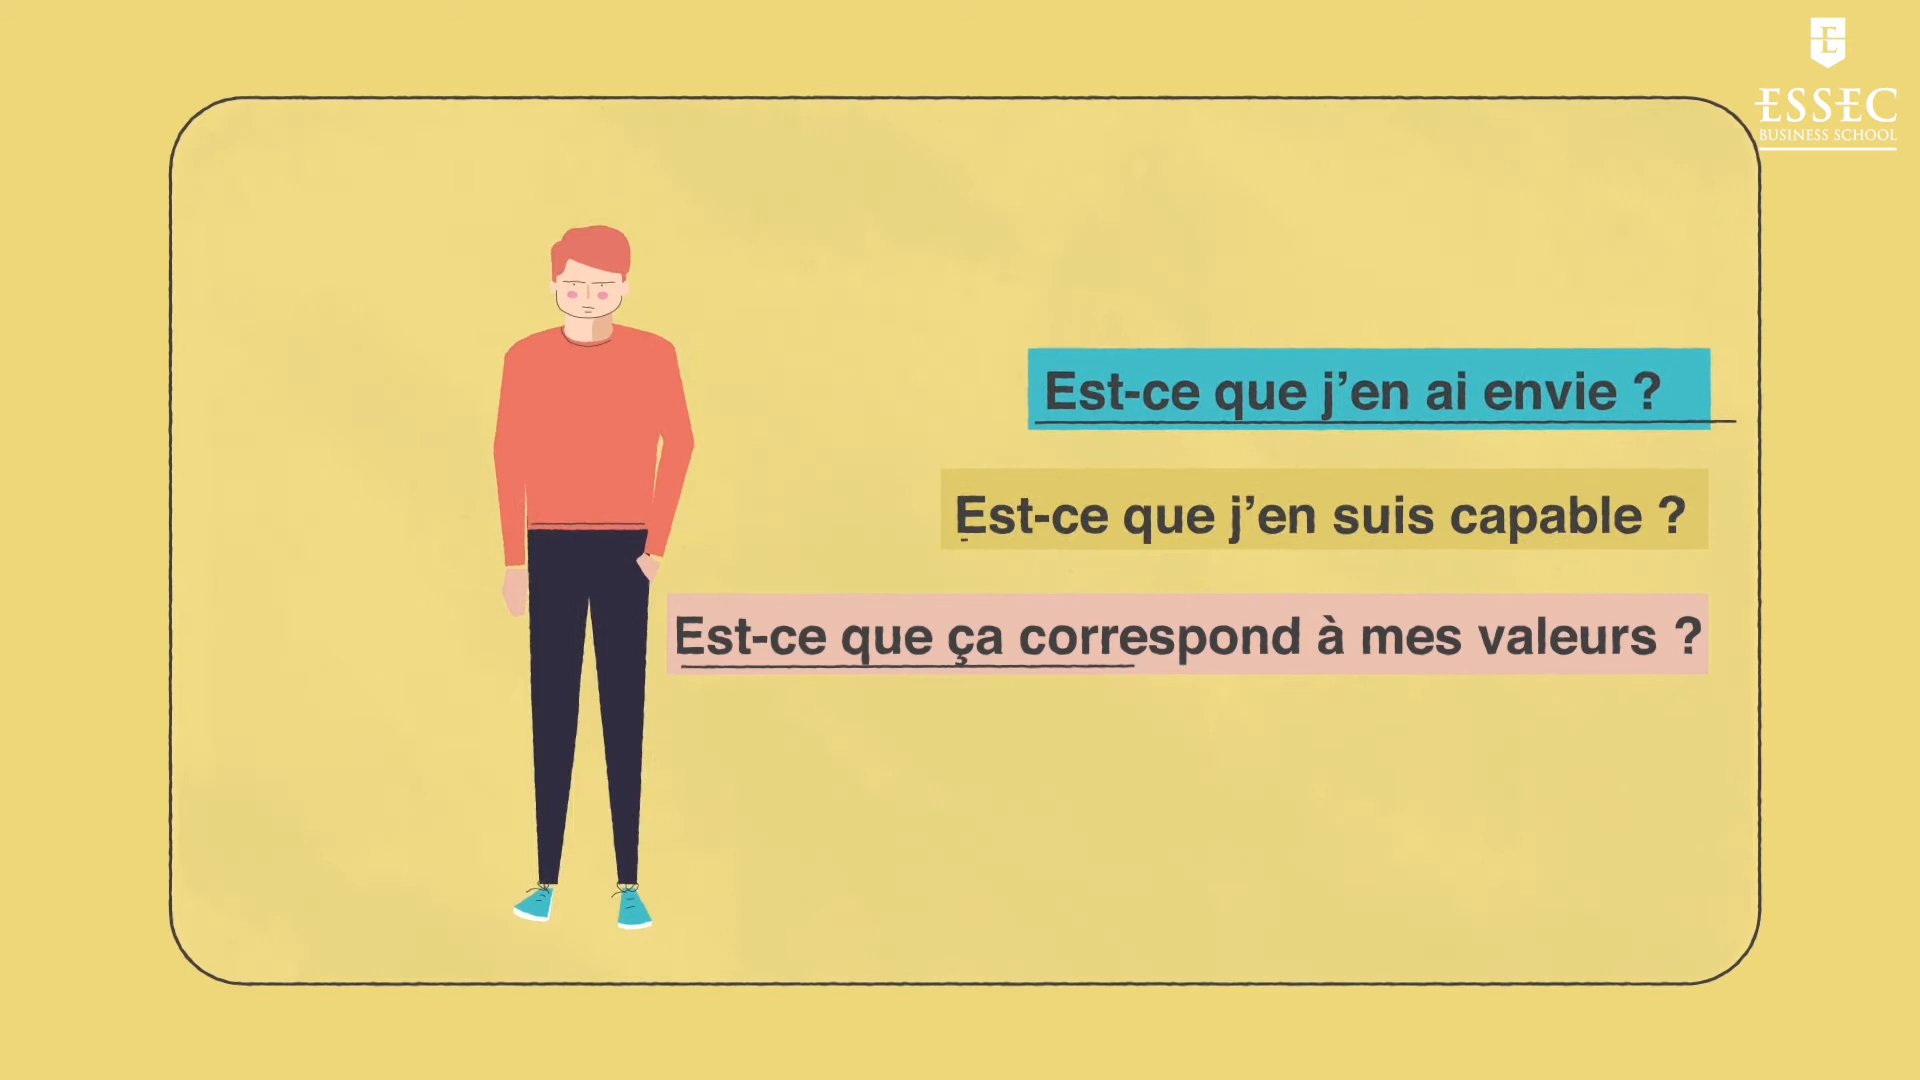 E
ESSEC
BUSINESS SCHOOL
Est-ce que j’en ai envie ?
Est-ce que j’en suis capable ?
Est-ce que ça correspond à mes valeurs ?